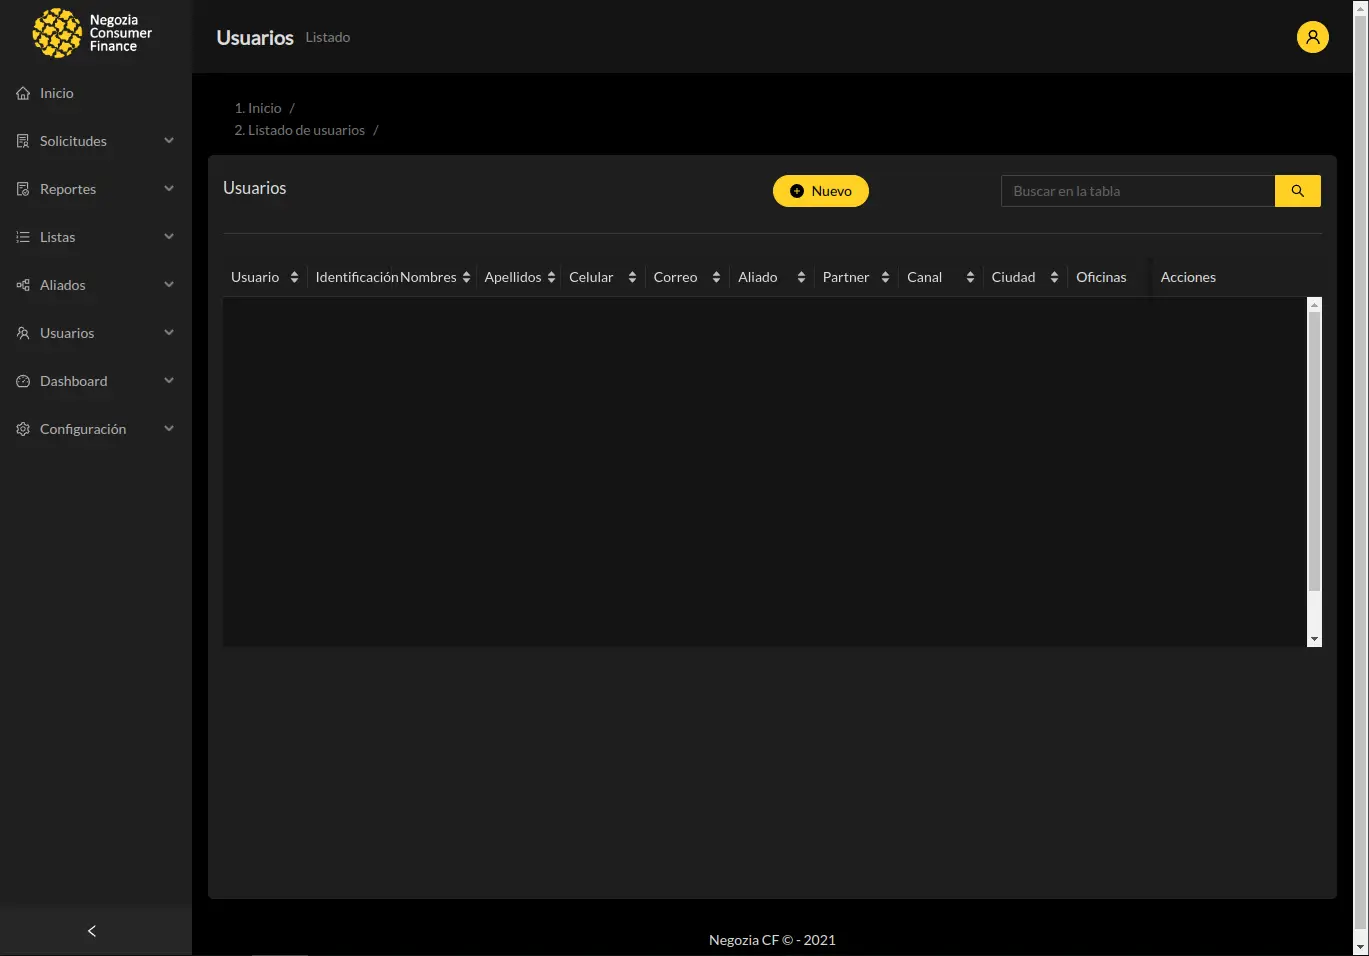 Negozia
Consumer
Finance
Usuarios Listado
Inicio
Solicitudes
Reportes
Listas
Aliados
Usuarios
Dashboard
Configuración
1. Inicio /
2. Listado de usuarios /
Usuarios
Nuevo
Buscar en la tabla
Usuario Identificación Nombres Apellidos Celular Correo Aliado Partner Canal Ciudad Oficinas Acciones
Negozia CF © - 2021